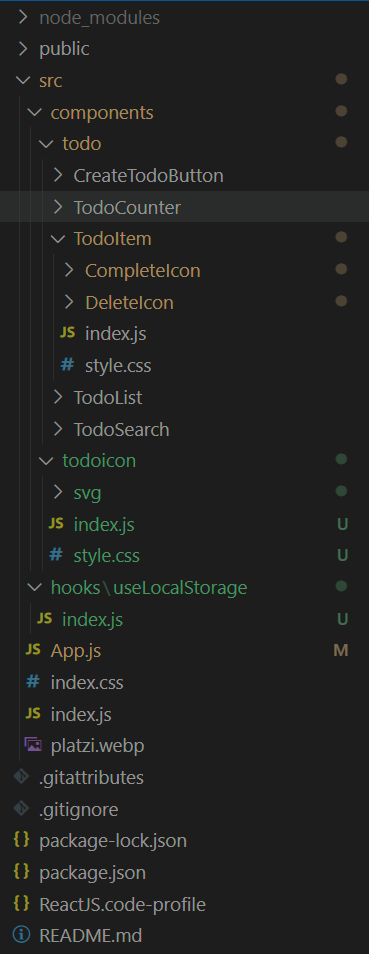 node_modules
public
src
components
todo
CreateTodoButton
TodoCounter
TodoItem
CompleteIcon
DeleteIcon
JS index.js
# style.css
TodoList
TodoSearch
todoicon
svg
JS index.js U
# style.css U
hooks\useLocalStorage
JS index.js U
JS App.js M
# index.css
JS index.js
platzi.webp
.gitattributes
.gitignore
{} package-lock.json
{} package.json
{} ReactJS.code-profile
README.md